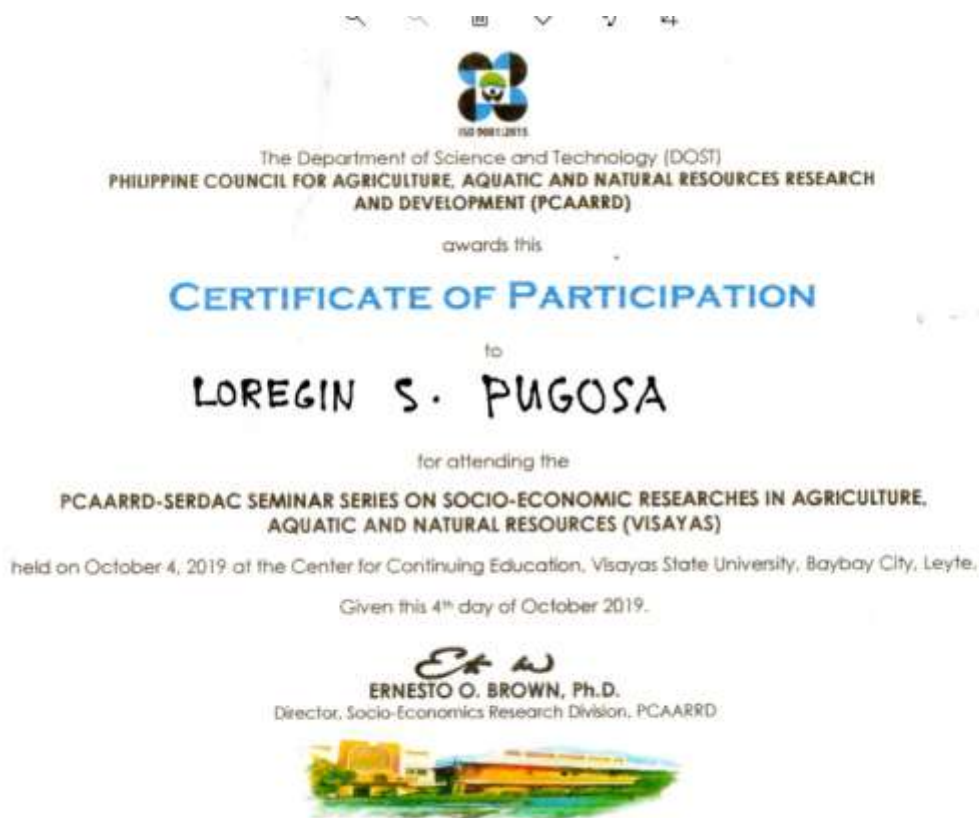 ISO 9001:2015
The Department of Science and Technology (DOST)
PHILIPPINE COUNCIL FOR AGRICULTURE, AQUATIC AND NATURAL RESOURCES RESEARCH
AND DEVELOPMENT (PCAARRD)
awards this
CERTIFICATE OF PARTICIPATION
to
LOREGIN S. PUGOSA
for attending the
PCAARRD-SERDAC SEMINAR SERIES ON SOCIO-ECONOMIC RESEARCHES IN AGRICULTURE,
AQUATIC AND NATURAL RESOURCES (VISAYAS)
held on October 4, 2019 at the Center for Continuing Education, Visayas State University, Baybay City, Leyte.
Given this 4th day of October 2019.
ERNESTO O. BROWN, Ph.D.
Director, Socio-Economics Research Division, PCAARRD